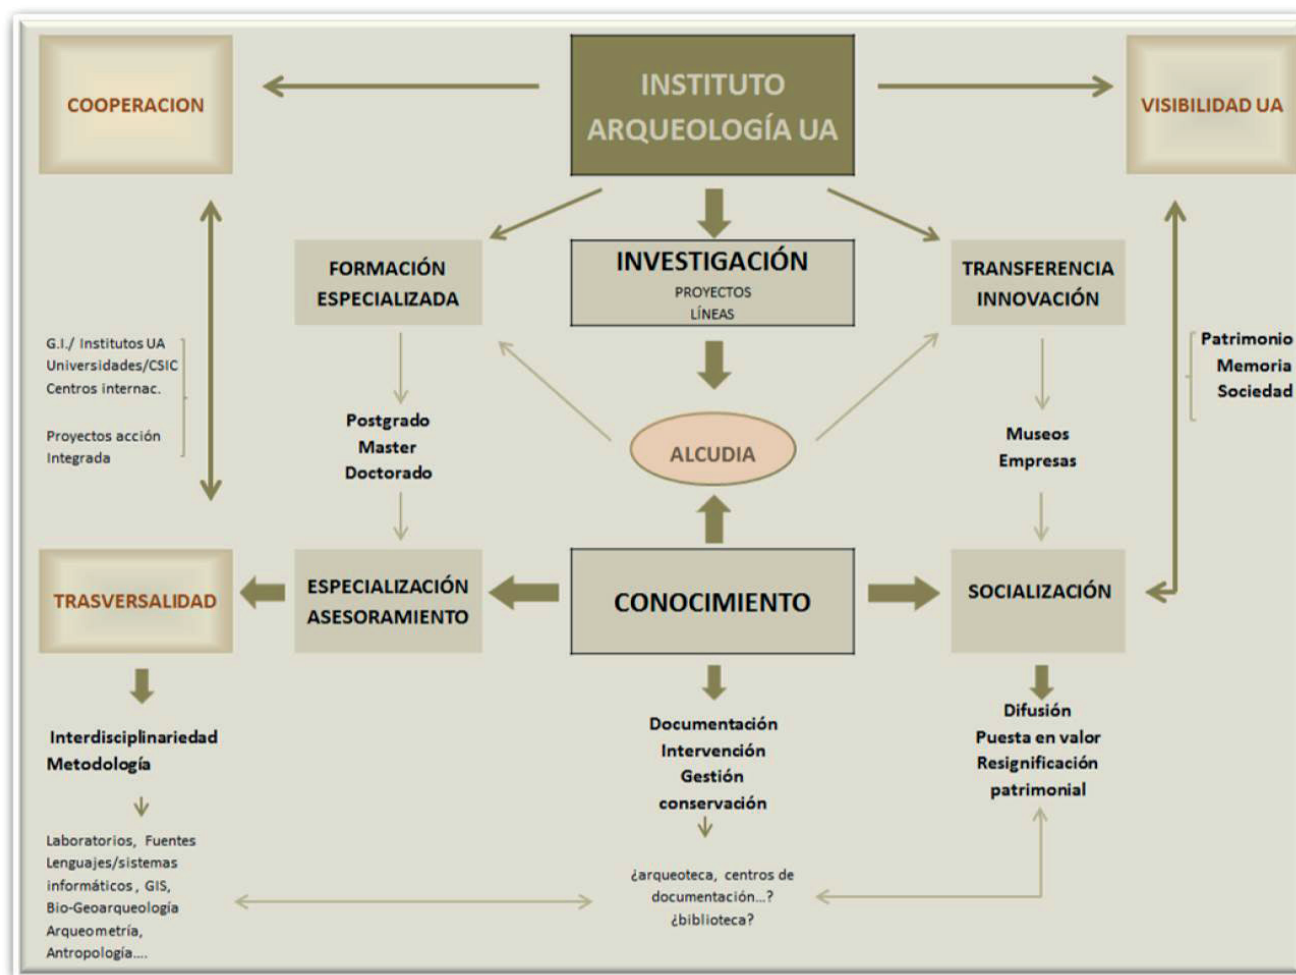 COOPERACION
INSTITUTO
ARQUEOLOGÍA UA
VISIBILIDAD UA
FORMACIÓN
ESPECIALIZADA
INVESTIGACIÓN
PROYECTOS
LÍNEAS
TRANSFERENCIA
INNOVACIÓN
G.I./ Institutos UA
Universidades/CSIC
Centros internac.
Proyectos acción
Integrada
Patrimonio
Memoria
Sociedad
Postgrado
Master
Doctorado
ALCUDIA
Museos
Empresas
TRASVERSALIDAD
ESPECIALIZACIÓN
ASESORAMIENTO
CONOCIMIENTO
SOCIALIZACIÓN
Interdisciplinariedad
Metodología
Documentación
Intervención
Gestión
conservación
Difusión
Puesta en valor
Resignificación
patrimonial
Laboratorios, Fuentes
Lenguajes/sistemas
informáticos , GIS,
Bio-Geoarqueología
Arqueometría,
Antropología....
¿arqueoteca, centros de
documentación...?
¿biblioteca?